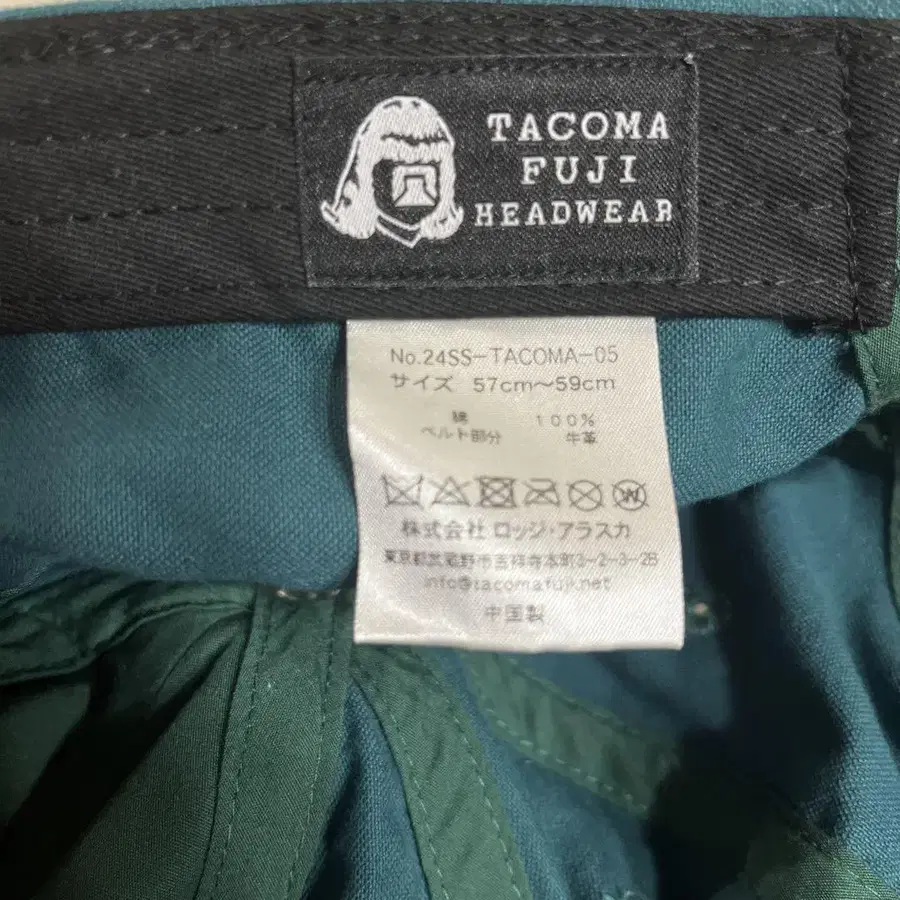 TACOMA
FUJI
HEADWEAR
No.24SS-TACOMA-05
サイズ 57cm～59cm
綿 100%
ベルト部分 牛革
W
株式会社 ロッジ・アラスカ
東京都武蔵野市吉祥寺本町3-2-3-2B
info@tacomafuji.net
中国製